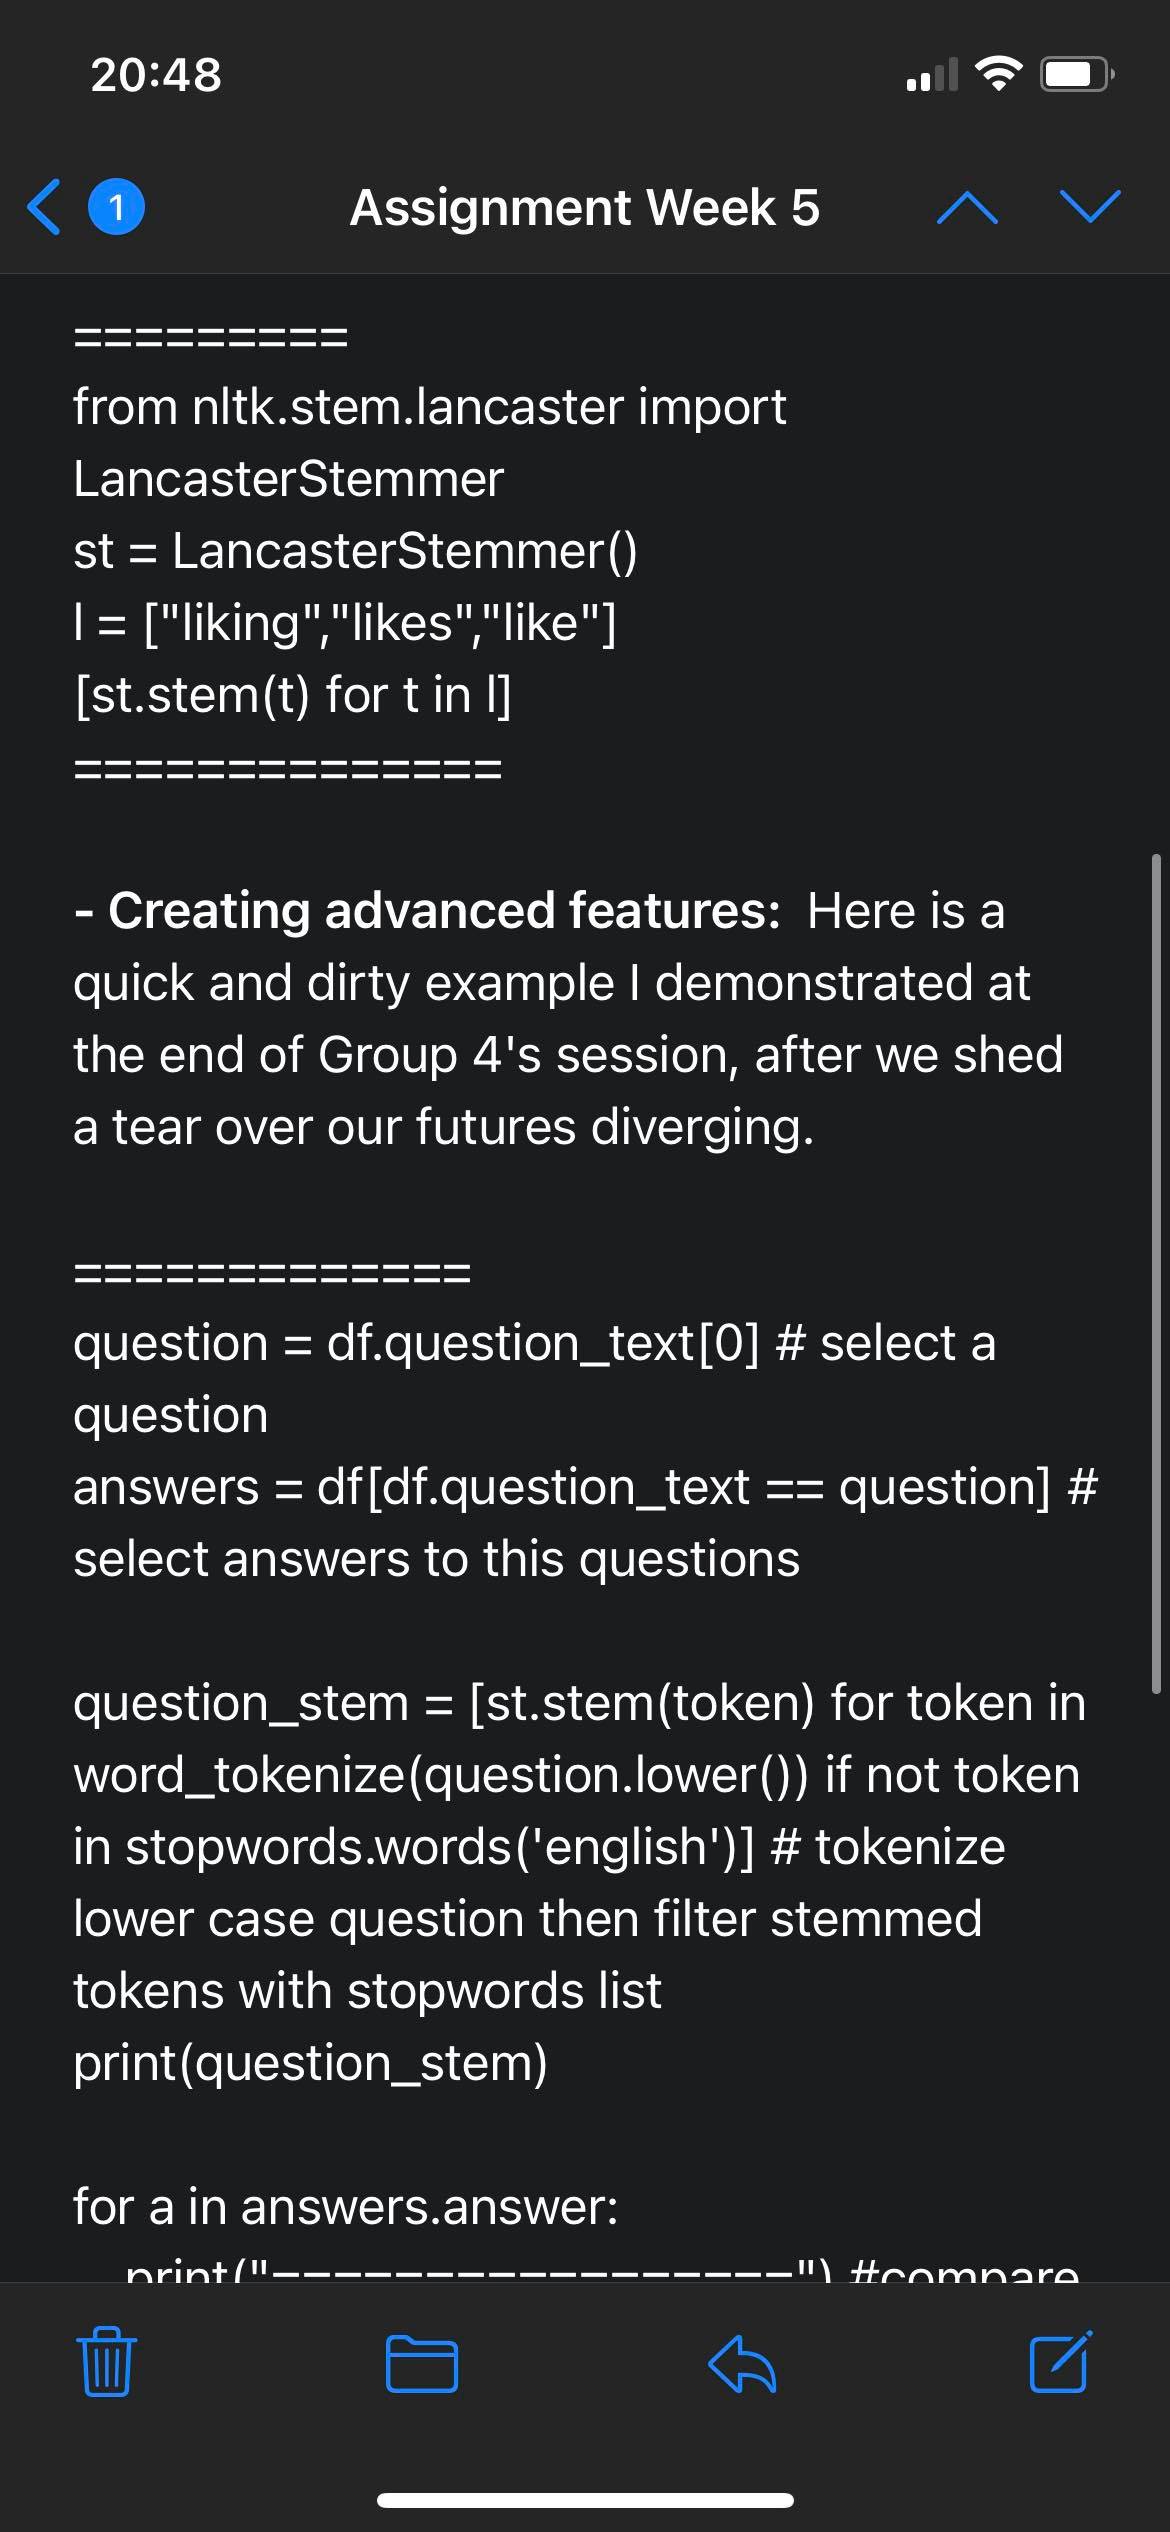 20:48
1
Assignment Week 5
=========
from nltk.stem.lancaster import
LancasterStemmer
st = LancasterStemmer()
l = ["liking","likes","like"]
[st.stem(t) for t in l]
==============
- Creating advanced features:  Here is a
quick and dirty example I demonstrated at
the end of Group 4's session, after we shed
a tear over our futures diverging.
=============
question = df.question_text[0] # select a
question
answers = df[df.question_text == question] #
select answers to this questions
question_stem = [st.stem(token) for token in
word_tokenize(question.lower()) if not token
in stopwords.words('english')] # tokenize
lower case question then filter stemmed
tokens with stopwords list
print(question_stem)
for a in answers.answer:
print("=================") #compare